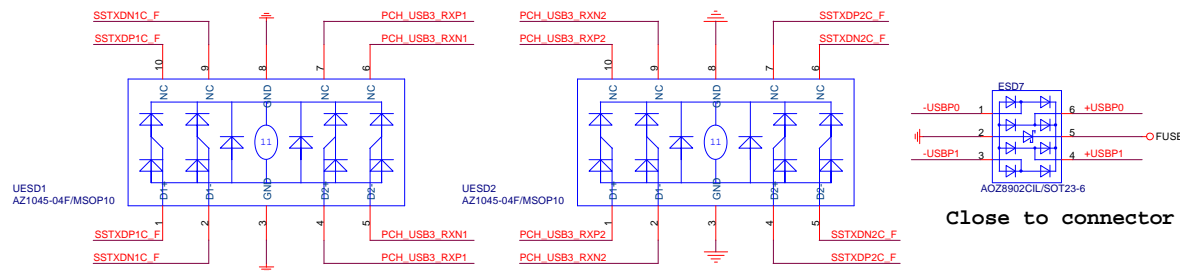 SSTXDN1C_F
PCH_USB3_RXP1
PCH_USB3_RXN2
SSTXDP2C_F
SSTXDP1C_F
PCH_USB3_RXN1
PCH_USB3_RXP2
SSTXDN2C_F
10 9 8 7 6
10 9 8 7 6
NC NC GND NC NC
NC NC GND NC NC
11
11
D1+ D1- GND D2+ D2-
D1+ D1- GND D2+ D2-
UESD1
AZ1045-04F/MSOP10
UESD2
AZ1045-04F/MSOP10
1 2 3 4 5
1 2 3 4 5
SSTXDP1C_F
PCH_USB3_RXN1
PCH_USB3_RXP2
SSTXDN2C_F
SSTXDN1C_F
PCH_USB3_RXP1
PCH_USB3_RXN2
SSTXDP2C_F
ESD7
-USBP0 1 6 +USBP0
2 5 FUSE
-USBP1 3 4 +USBP1
AOZ8902CIL/SOT23-6
Close to connector